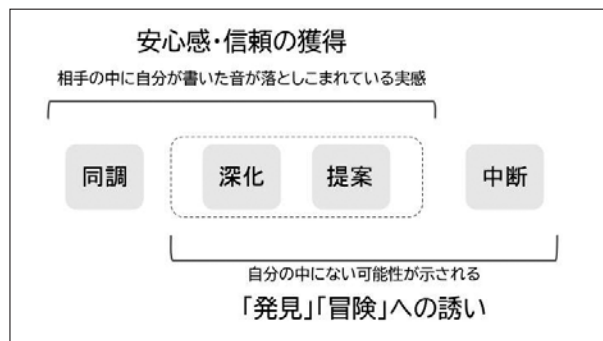 安心感・信頼の獲得
相手の中に自分が書いた音が落としこまれている実感
同調 深化 提案 中断
自分の中にない可能性が示される
「発見」「冒険」への誘い